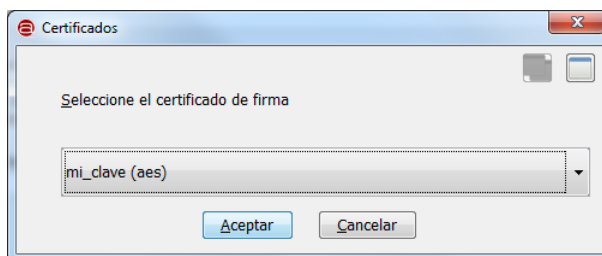 Certificados
Seleccione el certificado de firma
mi_clave (aes)
Aceptar Cancelar